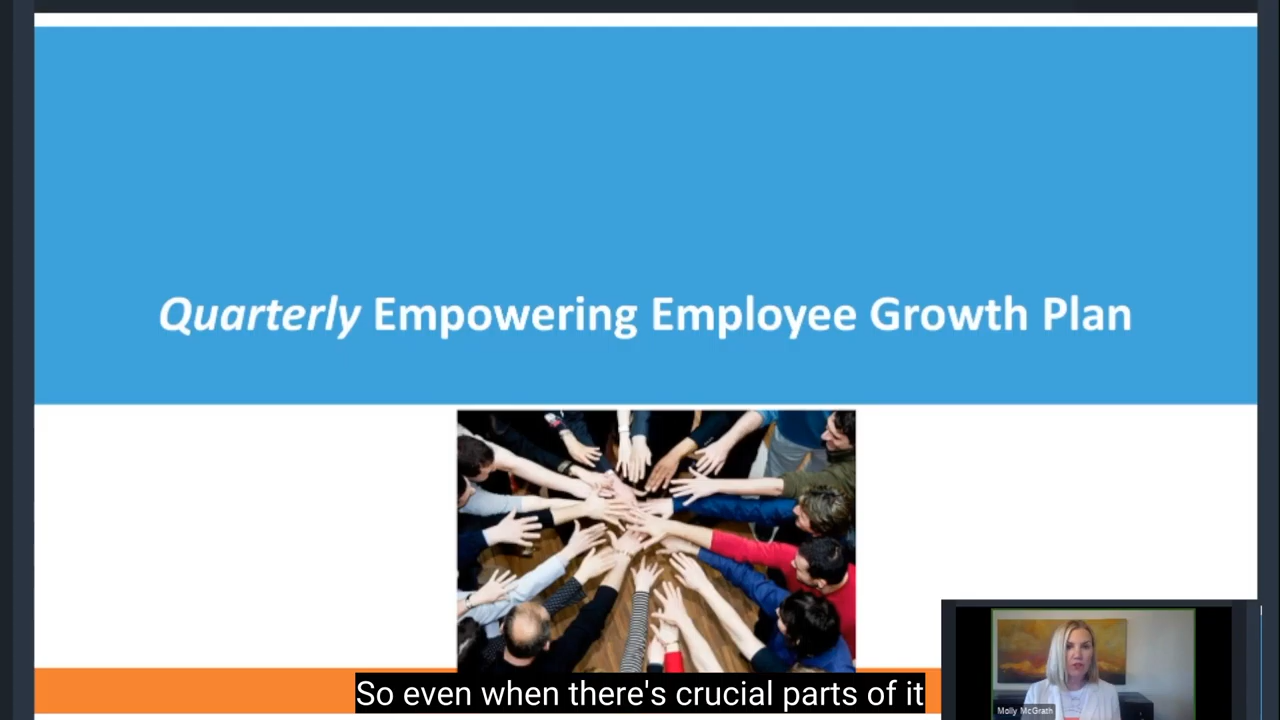 Quarterly Empowering Employee Growth Plan
So even when there's crucial parts of it
Molly McGrath